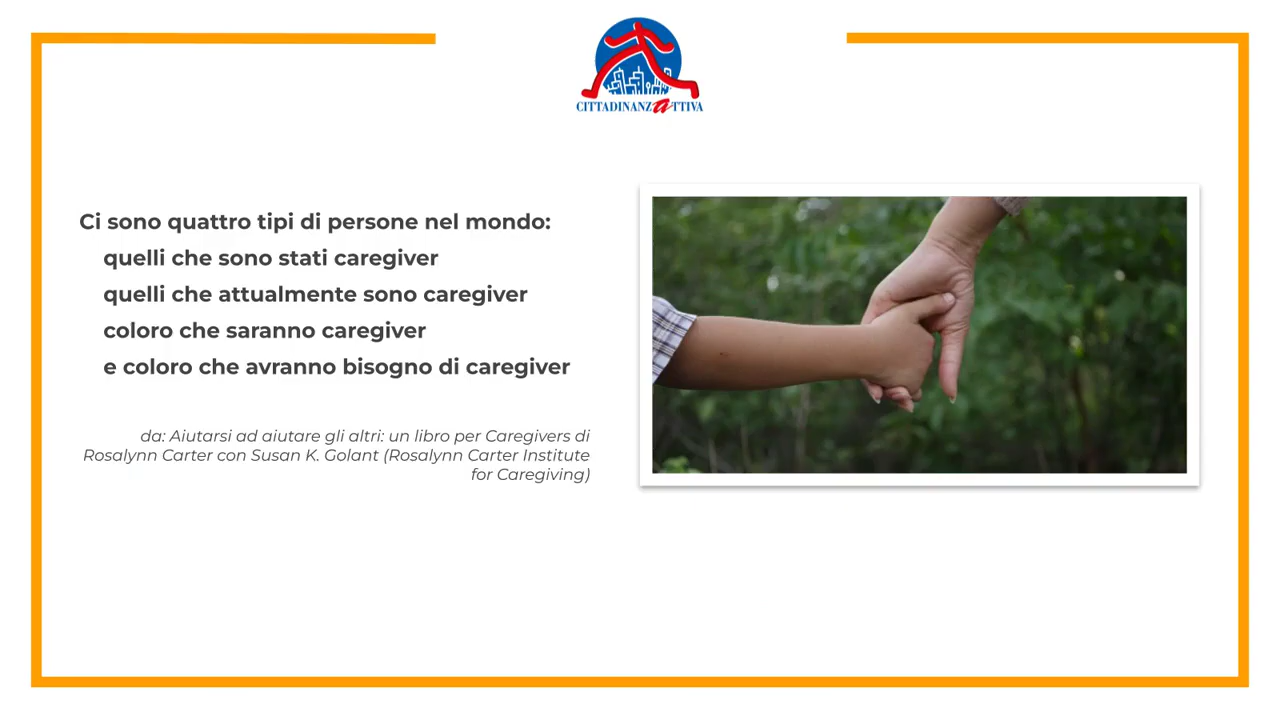 CITTADINANZATTIVA
Ci sono quattro tipi di persone nel mondo:
quelli che sono stati caregiver
quelli che attualmente sono caregiver
coloro che saranno caregiver
e coloro che avranno bisogno di caregiver
da: Aiutarsi ad aiutare gli altri: un libro per Caregivers di
Rosalynn Carter con Susan K. Golant (Rosalynn Carter Institute
for Caregiving)